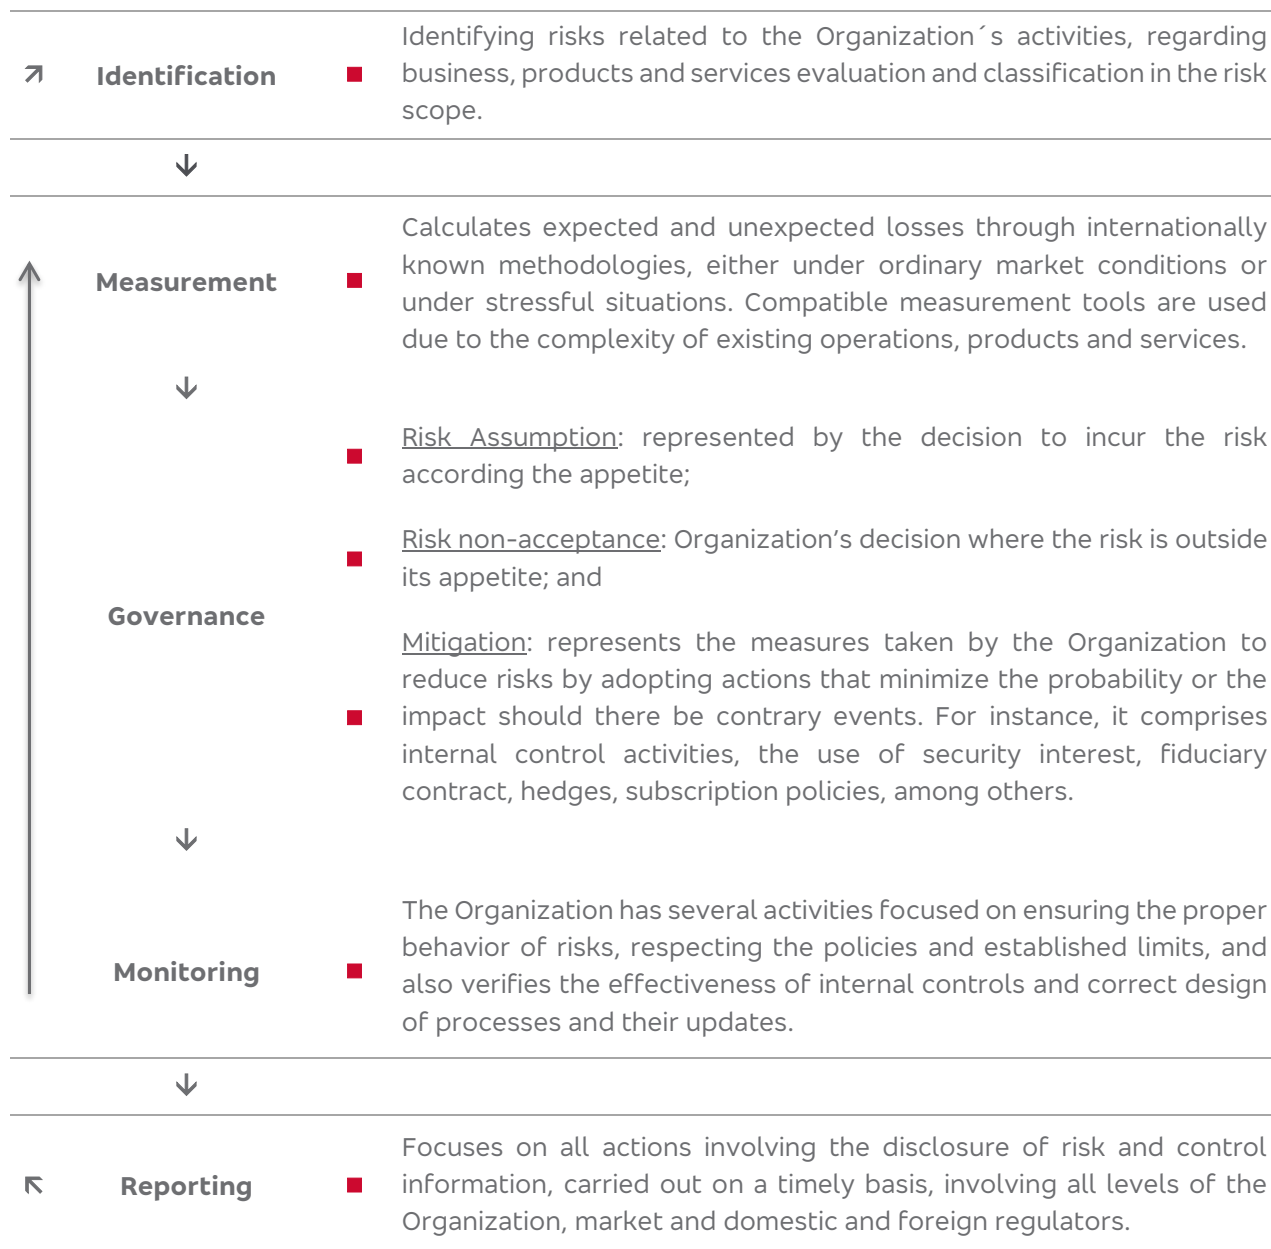 Identifying risks related to the Organization´s activities, regarding
Identification
business, products and services evaluation and classification in the risk
scope.
Calculates expected and unexpected losses through internationally
known methodologies, either under ordinary market conditions or
Measurement
under stressful situations. Compatible measurement tools are used
due to the complexity of existing operations, products and services.
Risk Assumption: represented by the decision to incur the risk
according the appetite;
Risk non-acceptance: Organization’s decision where the risk is outside
its appetite; and
Governance
Mitigation: represents the measures taken by the Organization to
reduce risks by adopting actions that minimize the probability or the
impact should there be contrary events. For instance, it comprises
internal control activities, the use of security interest, fiduciary
contract, hedges, subscription policies, among others.
The Organization has several activities focused on ensuring the proper
behavior of risks, respecting the policies and established limits, and
Monitoring
also verifies the effectiveness of internal controls and correct design
of processes and their updates.
Focuses on all actions involving the disclosure of risk and control
Reporting
information, carried out on a timely basis, involving all levels of the
Organization, market and domestic and foreign regulators.